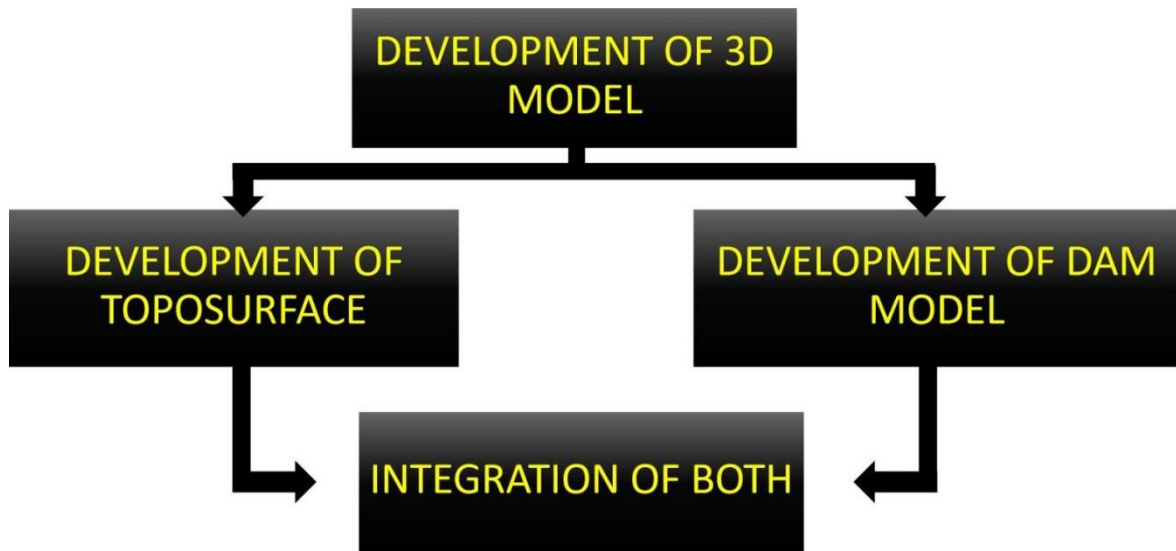 DEVELOPMENT OF 3D
MODEL
DEVELOPMENT OF
TOPOSURFACE
DEVELOPMENT OF DAM
MODEL
INTEGRATION OF BOTH